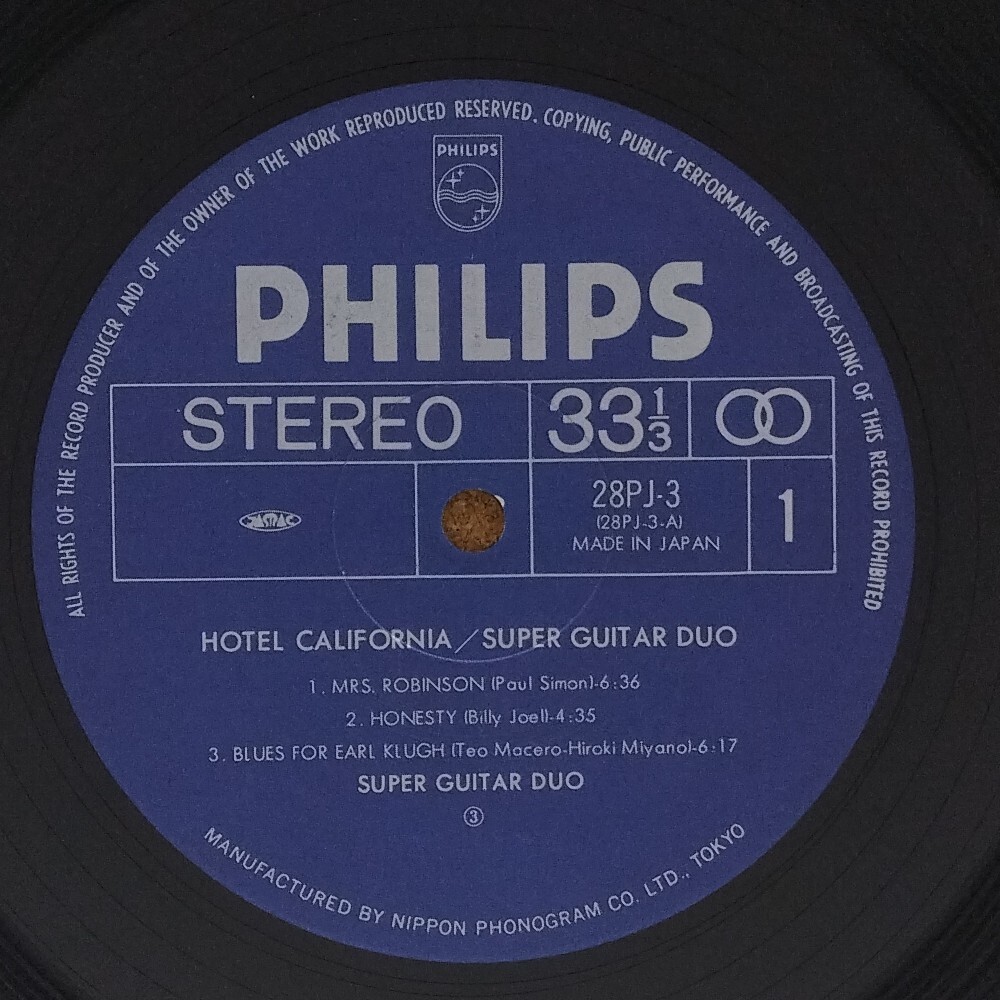 ALL RIGHTS OF THE RECORD PRODUCER AND OF THE OWNER OF THE WORK REPRODUCED RESERVED. COPYING, PUBLIC PERFORMANCE AND BROADCASTING OF THIS RECORD PROHIBITED
PHILIPS
PHILIPS
STEREO 33 1/3
JASRAC
28PJ-3
(28PJ-3-A)
MADE IN JAPAN
1
HOTEL CALIFORNIA/SUPER GUITAR DUO
1. MRS. ROBINSON (Paul Simon)-6:36
2. HONESTY (Billy Joel)-4:35
3. BLUES FOR EARL KLUGH (Teo Macero-Hiroki Miyano)-6:17
SUPER GUITAR DUO
③
MANUFACTURED BY NIPPON PHONOGRAM CO. LTD., TOKYO